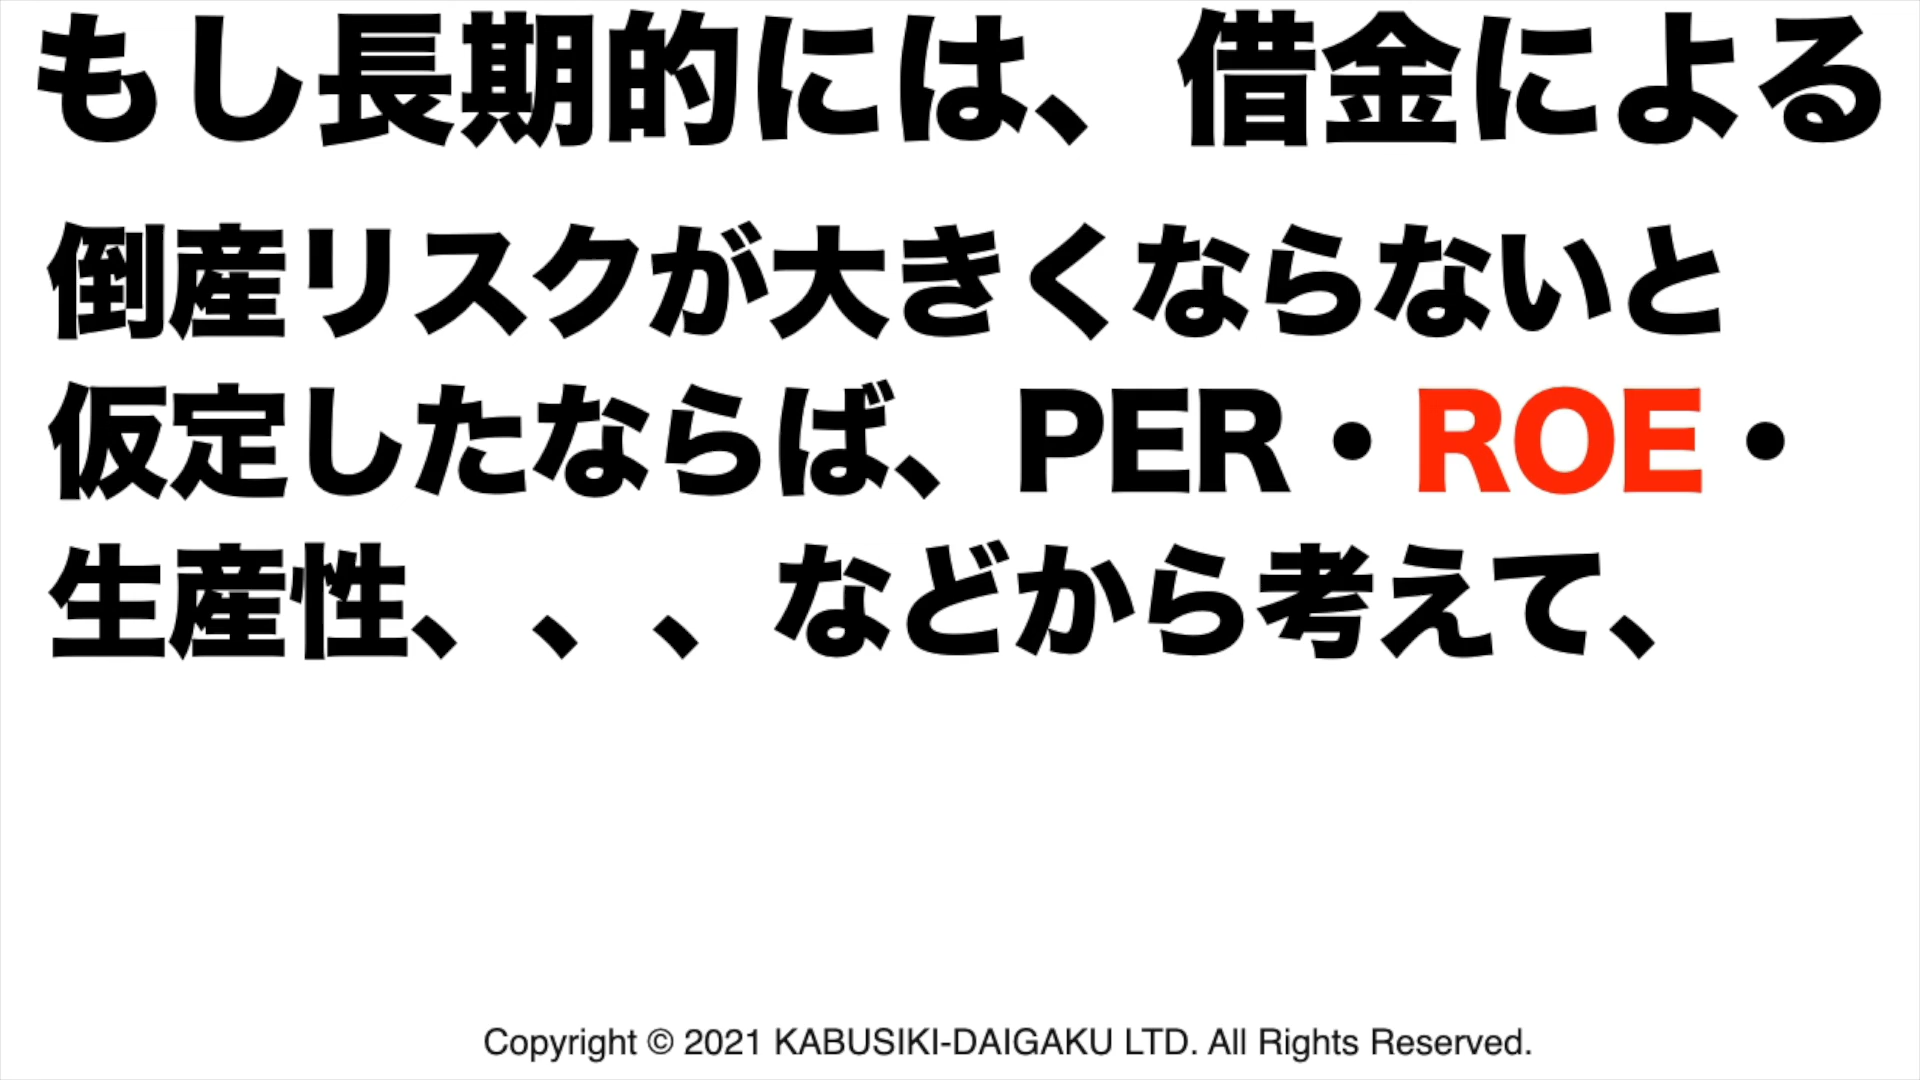 もし長期的には、借金による
倒産リスクが大きくならないと
仮定したならば、PER・ROE・
生産性、、、などから考えて、
Copyright © 2021 KABUSIKI-DAIGAKU LTD. All Rights Reserved.